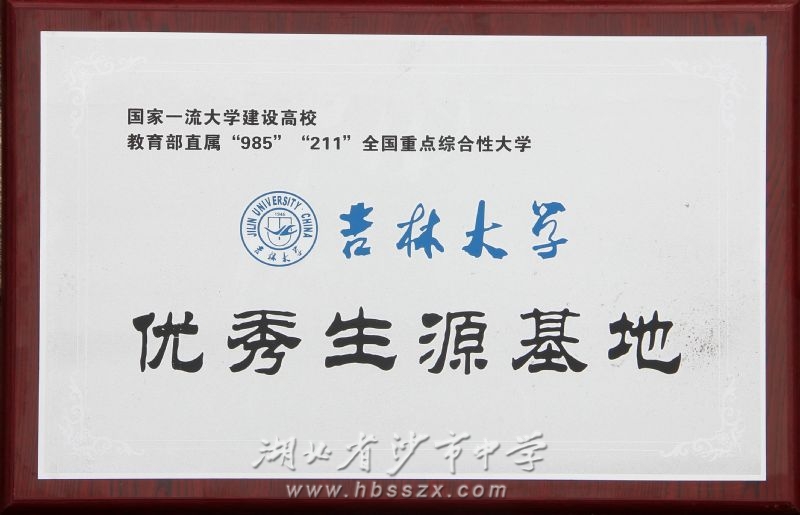 国家一流大学建设高校
教育部直属“985”“211”全国重点综合性大学
JILIN UNIVERSITY·CHINA
1946
吉林大学
吉林大学
优秀生源基地
湖北省沙市中学
www.hbsszx.com